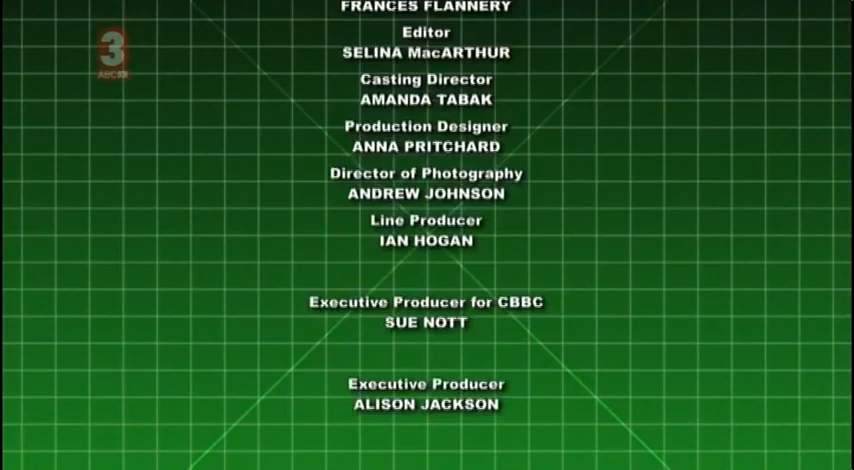 FRANCES FLANNERY
3
ABC
Editor
SELINA MacARTHUR
Casting Director
AMANDA TABAK
Production Designer
ANNA PRITCHARD
Director of Photography
ANDREW JOHNSON
Line Producer
IAN HOGAN
Executive Producer for CBBC
SUE NOTT
Executive Producer
ALISON JACKSON